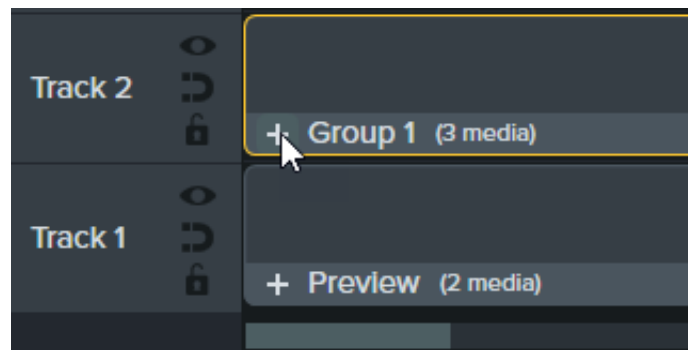 Track 2
+ Group 1 (3 media)
Track 1
+ Preview (2 media)